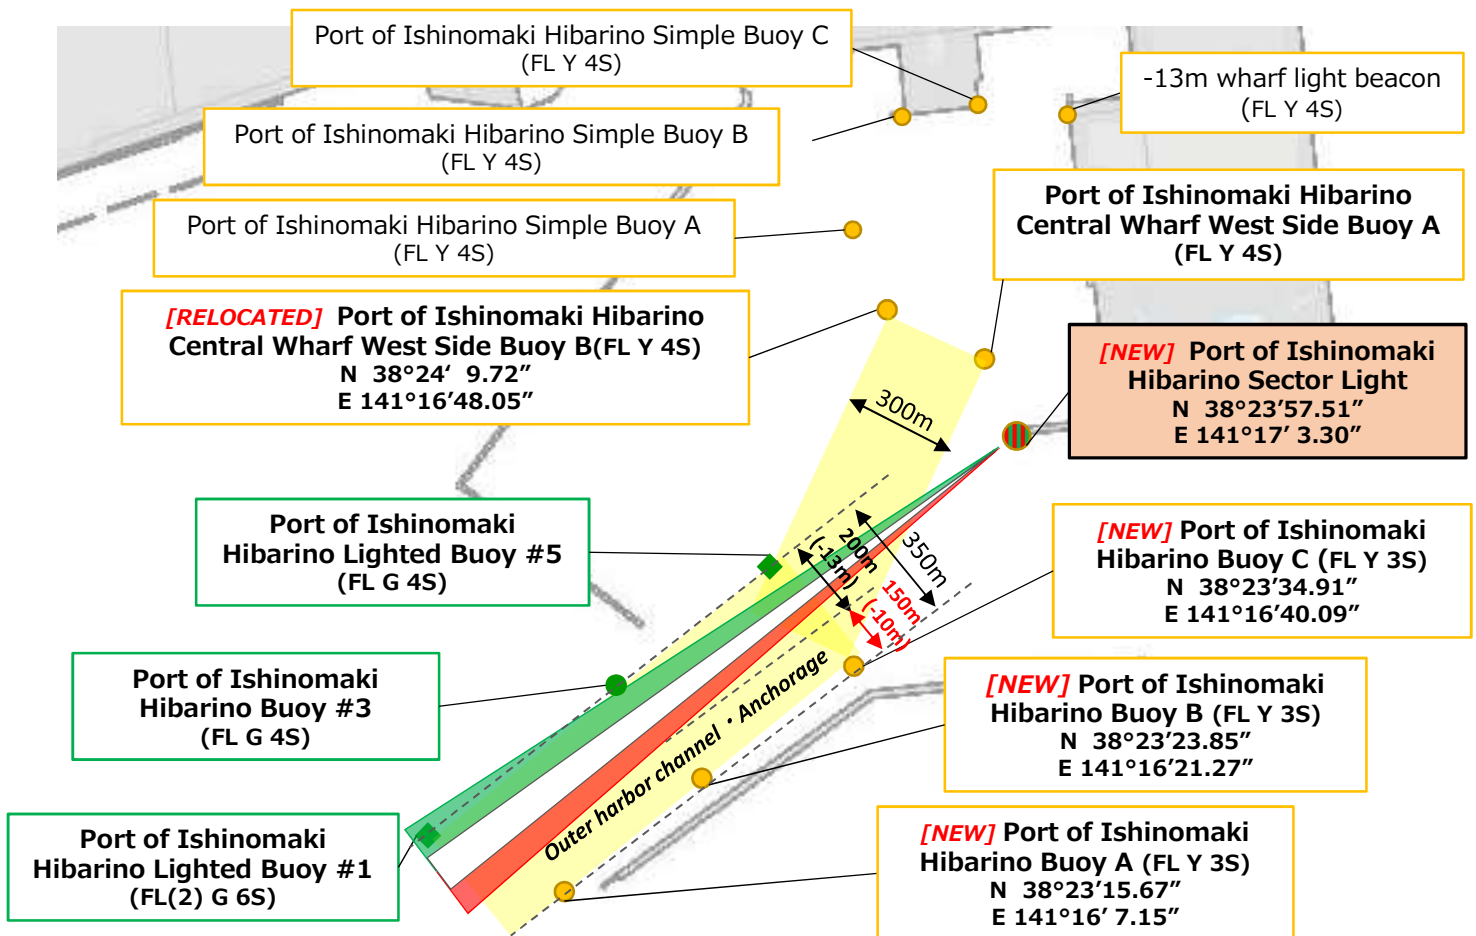 Port of Ishinomaki Hibarino Simple Buoy C
(FL Y 4S)
-13m wharf light beacon
(FL Y 4S)
Port of Ishinomaki Hibarino Simple Buoy B
(FL Y 4S)
Port of Ishinomaki Hibarino
Central Wharf West Side Buoy A
(FL Y 4S)
Port of Ishinomaki Hibarino Simple Buoy A
(FL Y 4S)
[RELOCATED] Port of Ishinomaki Hibarino
Central Wharf West Side Buoy B(FL Y 4S)
N 38°24‘ 9.72”
E 141°16’48.05”
[NEW] Port of Ishinomaki
Hibarino Sector Light
N 38°23’57.51”
E 141°17’ 3.30”
300m
Port of Ishinomaki
Hibarino Lighted Buoy #5
(FL G 4S)
200m
(-13m)
350m
150m
(-10m)
[NEW] Port of Ishinomaki
Hibarino Buoy C (FL Y 3S)
N 38°23’34.91”
E 141°16’40.09”
Port of Ishinomaki
Hibarino Buoy #3
(FL G 4S)
Outer harbor channel・Anchorage
[NEW] Port of Ishinomaki
Hibarino Buoy B (FL Y 3S)
N 38°23’23.85”
E 141°16’21.27”
Port of Ishinomaki
Hibarino Lighted Buoy #1
(FL(2) G 6S)
[NEW] Port of Ishinomaki
Hibarino Buoy A (FL Y 3S)
N 38°23’15.67”
E 141°16’ 7.15”